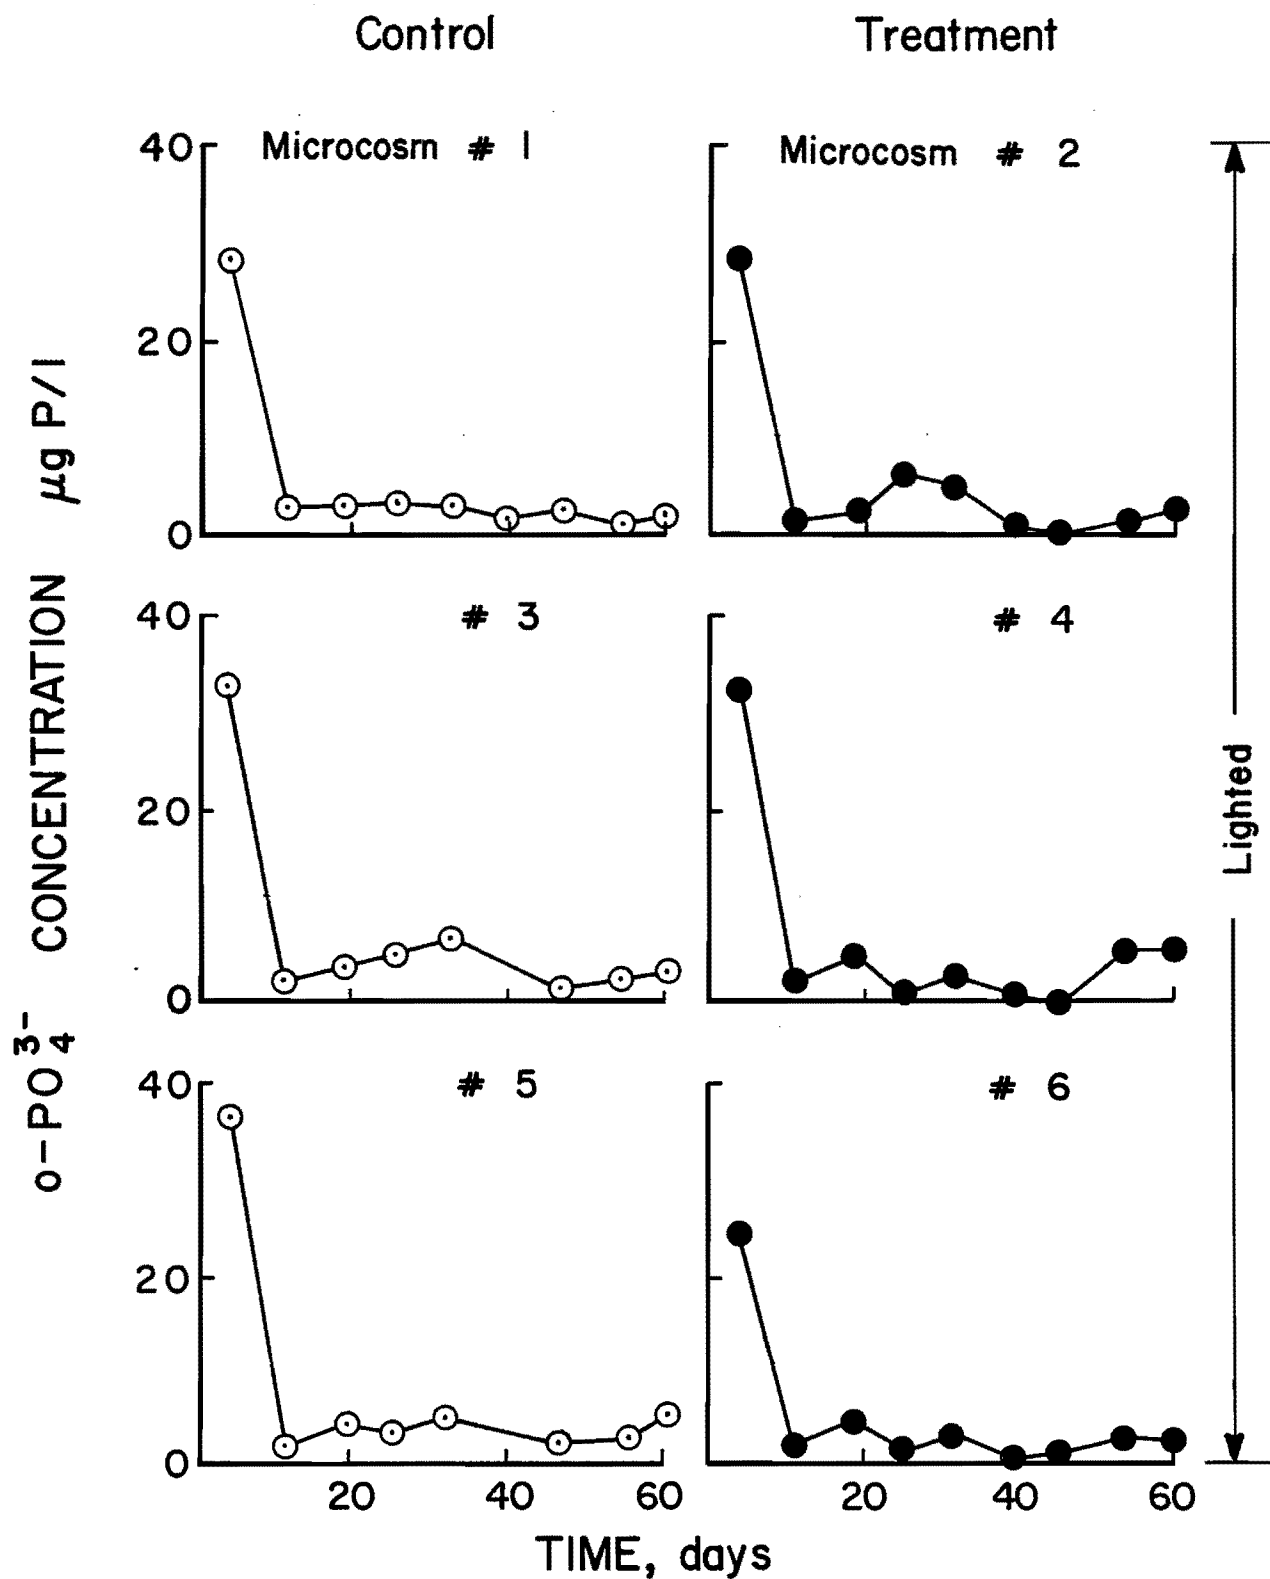 Control
Treatment
Microcosm # 1
Microcosm # 2
40
20
0
# 3
# 4
40
20
0
# 5
# 6
40
20
0
20 40 60
20 40 60
TIME, days
o-PO₄³⁻ CONCENTRATION µg P/l
Lighted